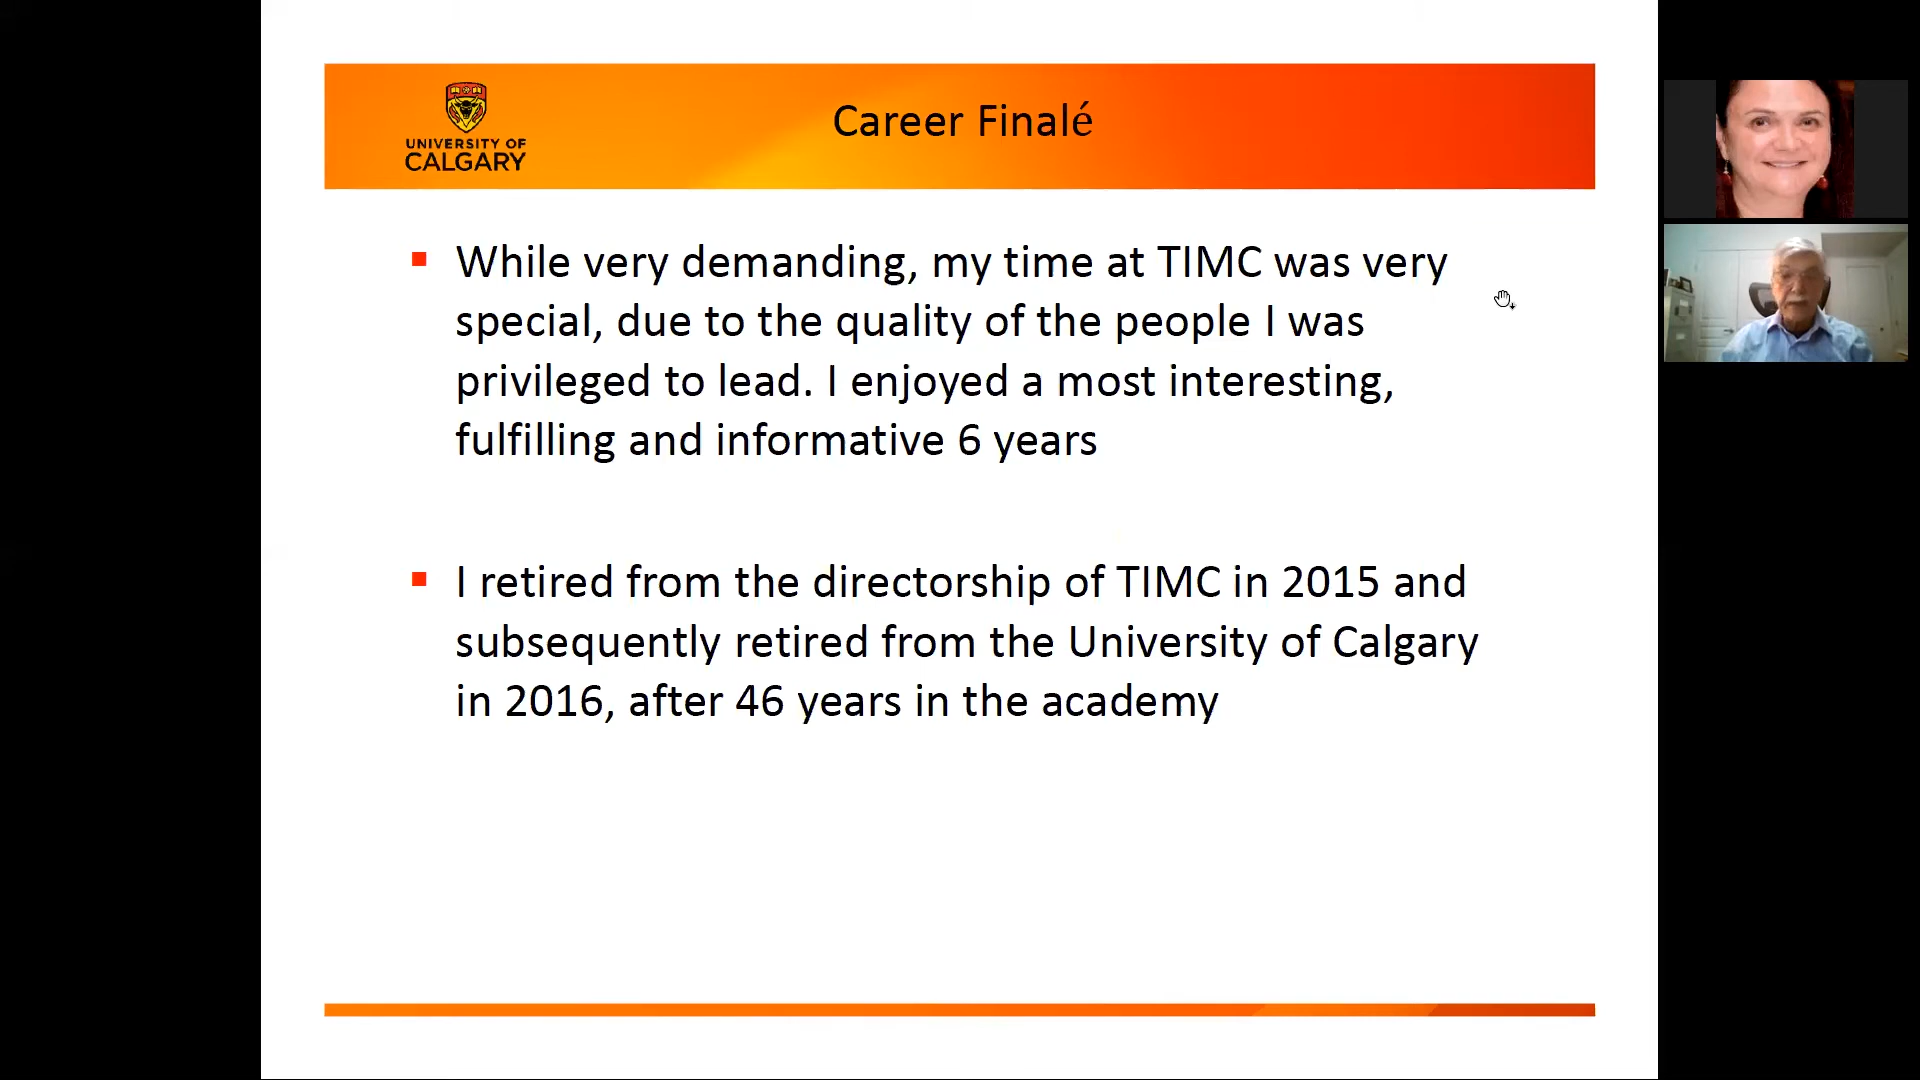 UNIVERSITY OF
CALGARY
Career Finalé
While very demanding, my time at TIMC was very
special, due to the quality of the people I was
privileged to lead. I enjoyed a most interesting,
fulfilling and informative 6 years
I retired from the directorship of TIMC in 2015 and
subsequently retired from the University of Calgary
in 2016, after 46 years in the academy